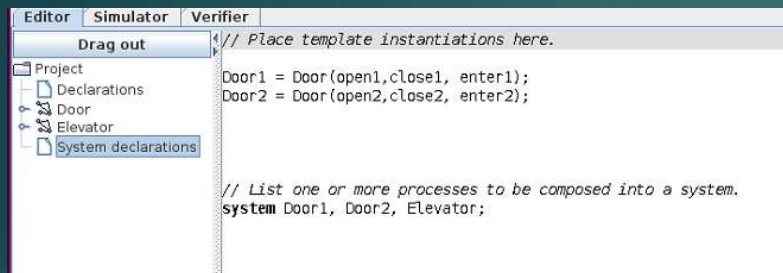 Editor Simulator Verifier
Drag out
Project
Declarations
Door
Elevator
System declarations
// Place template instantiations here.
Door1 = Door(open1,close1, enter1);
Door2 = Door(open2,close2, enter2);
// List one or more processes to be composed into a system.
system Door1, Door2, Elevator;